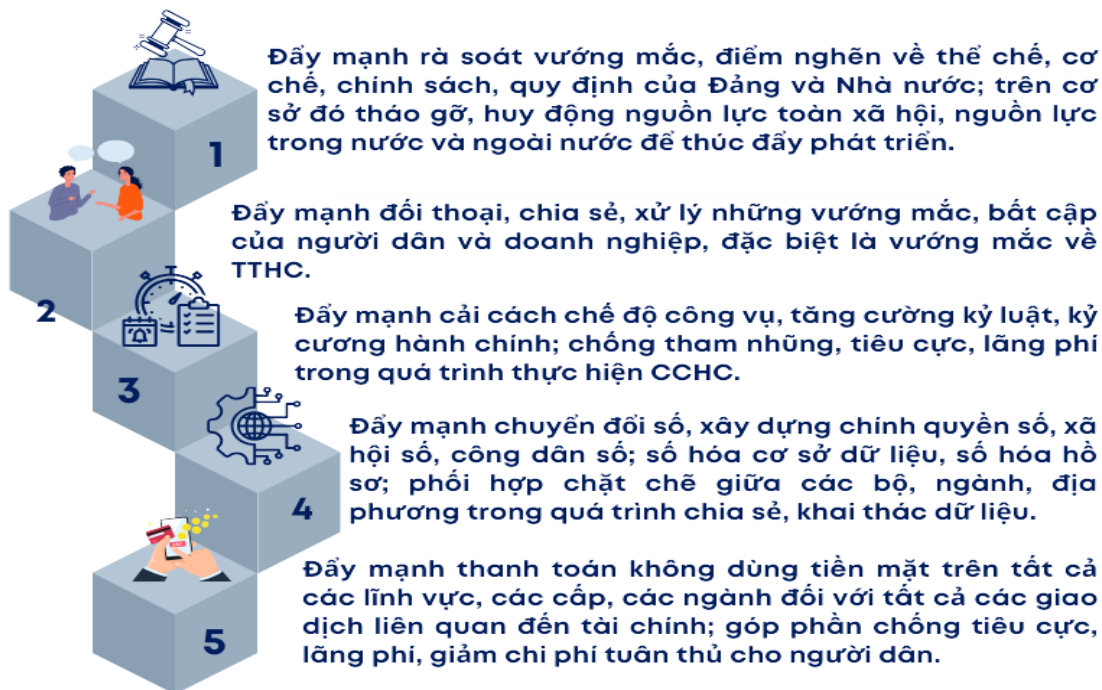 Đẩy mạnh rà soát vướng mắc, điểm nghẽn về thể chế, cơ
chế, chính sách, quy định của Đảng và Nhà nước; trên cơ
sở đó tháo gỡ, huy động nguồn lực toàn xã hội, nguồn lực
trong nước và ngoài nước để thúc đẩy phát triển.
1
Đẩy mạnh đối thoại, chia sẻ, xử lý những vướng mắc, bất cập
của người dân và doanh nghiệp, đặc biệt là vướng mắc về
TTHC.
2
Đẩy mạnh cải cách chế độ công vụ, tăng cường kỷ luật, kỷ
cương hành chính; chống tham nhũng, tiêu cực, lãng phí
trong quá trình thực hiện CCHC.
3
Đẩy mạnh chuyển đổi số, xây dựng chính quyền số, xã
hội số, công dân số; số hóa cơ sở dữ liệu, số hóa hồ
sơ; phối hợp chặt chẽ giữa các bộ, ngành, địa
phương trong quá trình chia sẻ, khai thác dữ liệu.
4
Đẩy mạnh thanh toán không dùng tiền mặt trên tất cả
các lĩnh vực, các cấp, các ngành đối với tất cả các giao
dịch liên quan đến tài chính; góp phần chống tiêu cực,
lãng phí, giảm chi phí tuân thủ cho người dân.
5